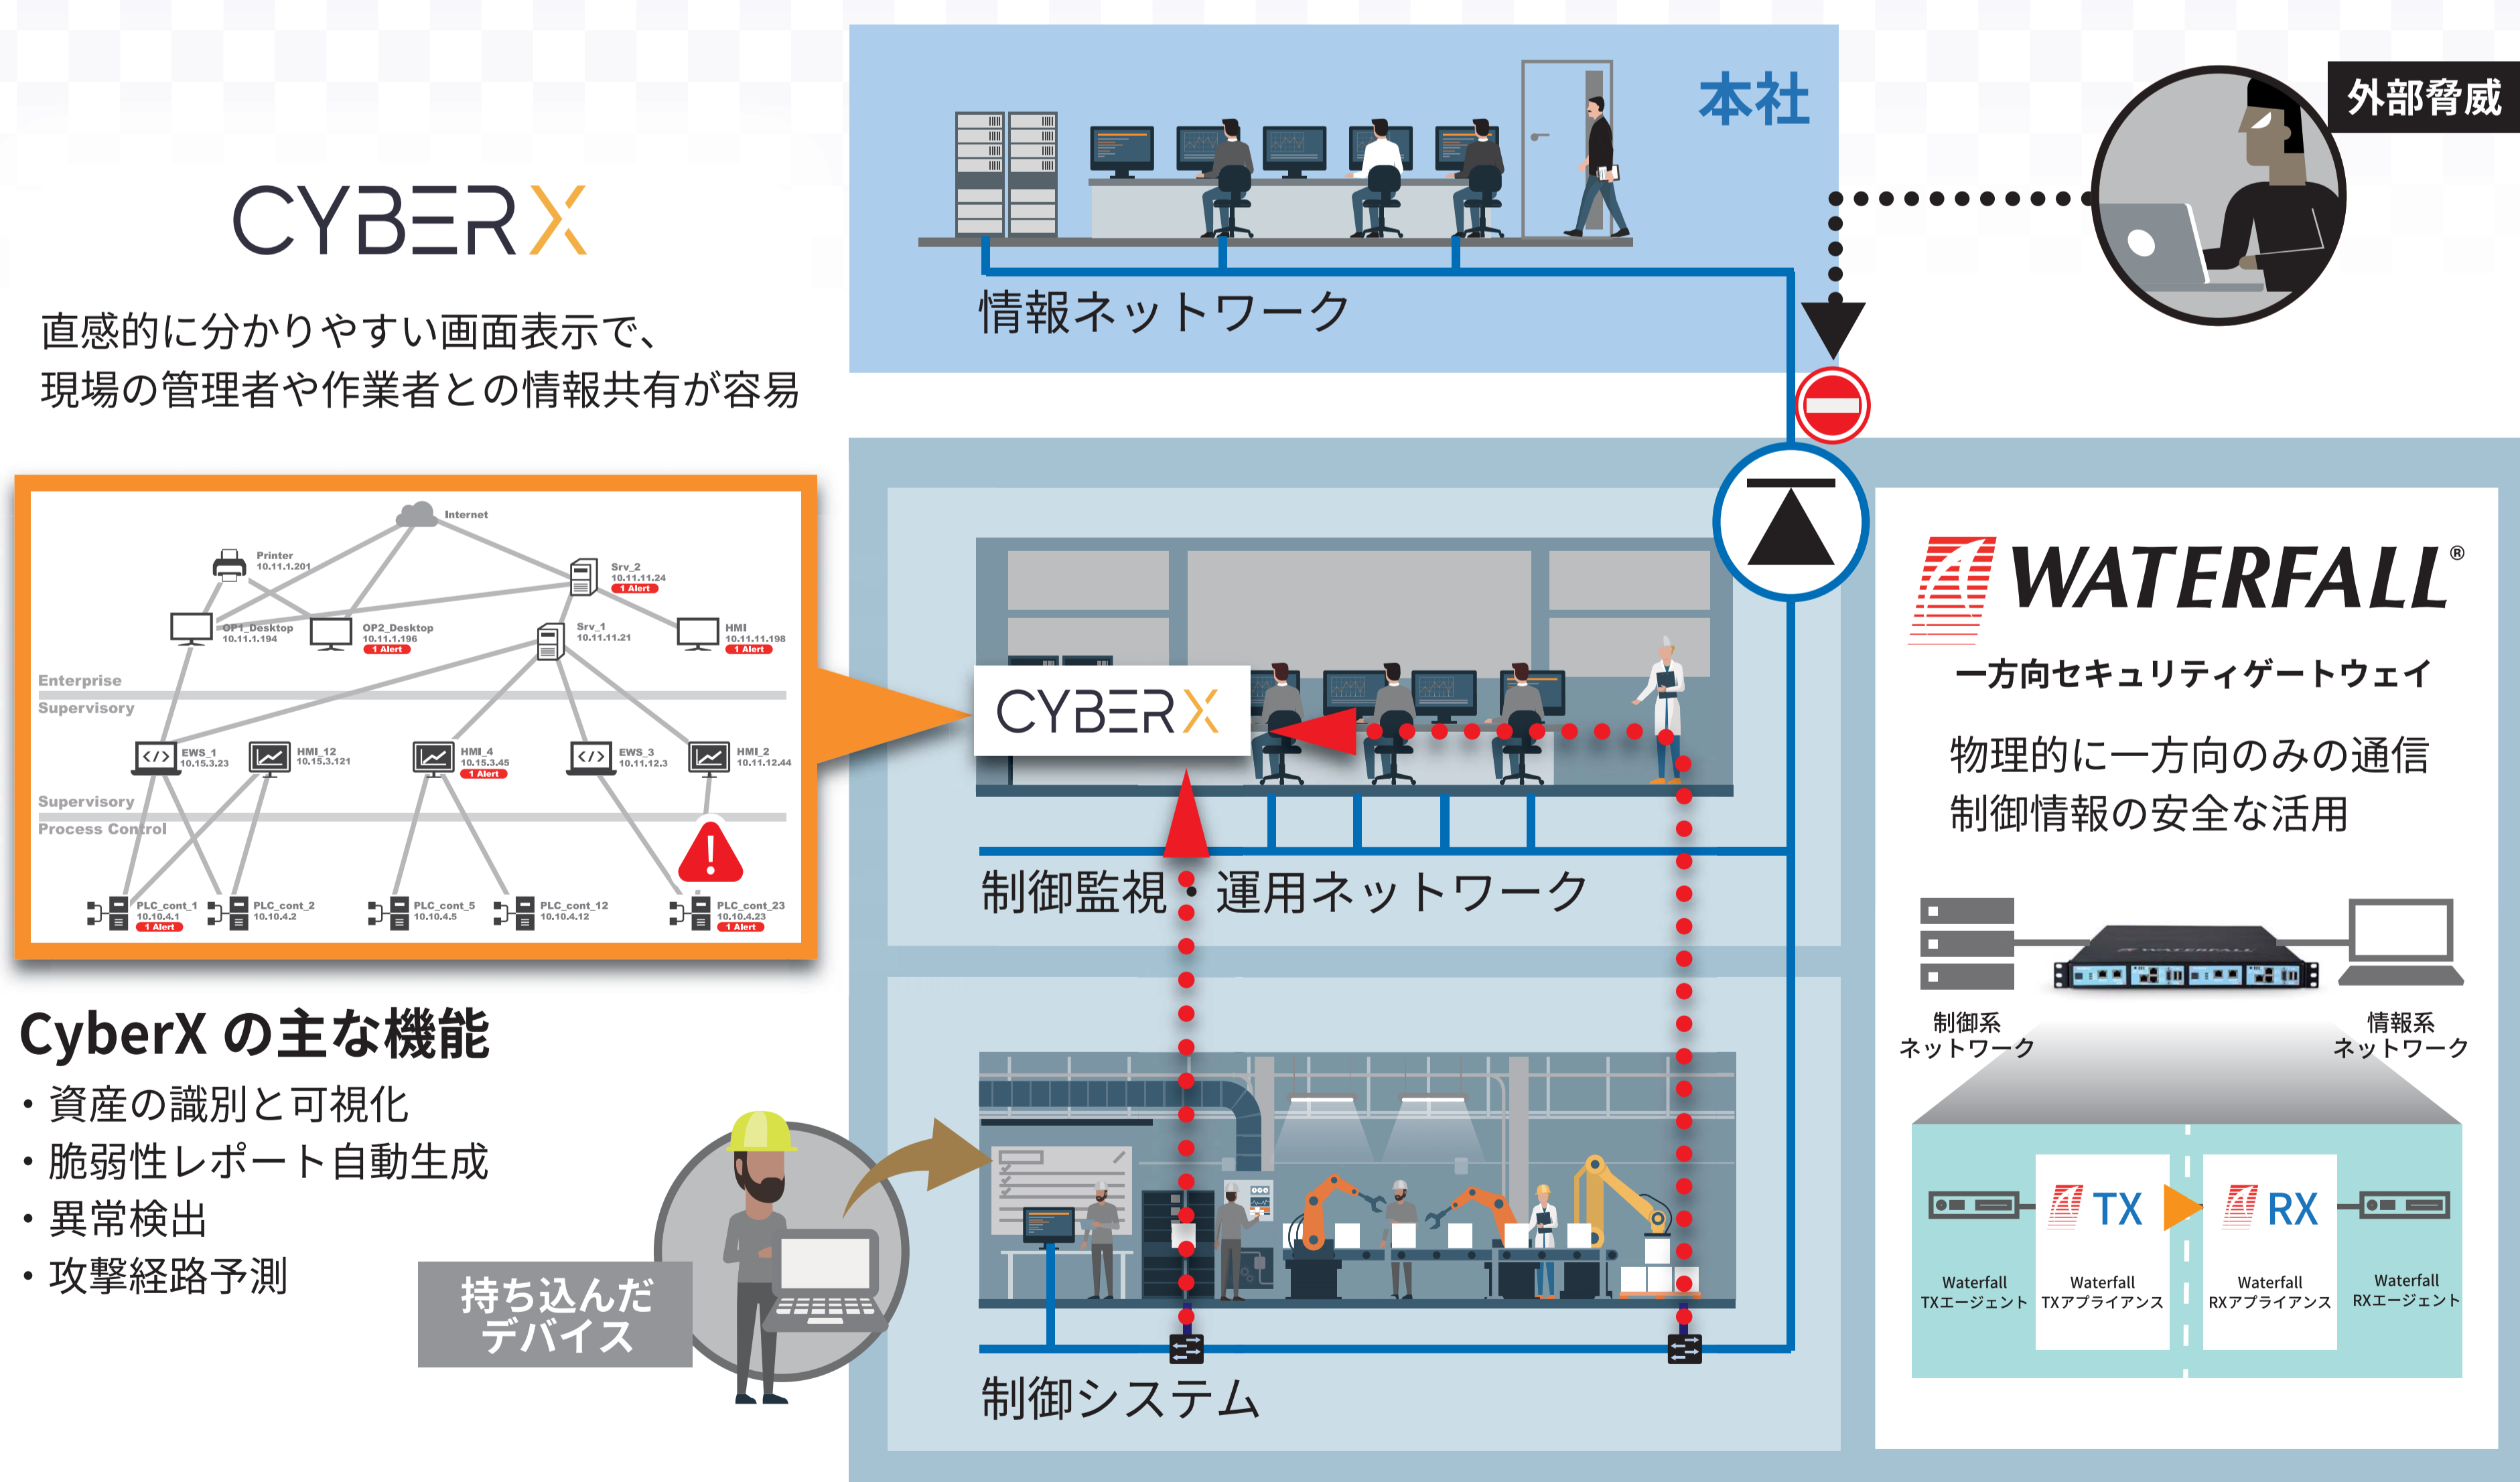 CYBERX
直感的に分かりやすい画面表示で、
現場の管理者や作業者との情報共有が容易
Internet
Printer
10.11.1.201
Srv_2
10.11.11.24
1 Alert
OP1_Desktop
10.11.1.194
OP2_Desktop
10.11.1.196
1 Alert
Srv_1
10.11.11.21
HMI
10.11.11.198
1 Alert
Enterprise
Supervisory
EWS_1
10.15.3.23
HMI_12
10.15.3.121
HMI_4
10.15.3.45
1 Alert
EWS_3
10.11.12.3
HMI_2
10.11.12.44
Supervisory
Process Control
PLC_cont_1
10.10.4.1
1 Alert
PLC_cont_2
10.10.4.2
PLC_cont_5
10.10.4.5
PLC_cont_12
10.10.4.12
PLC_cont_23
10.10.4.23
1 Alert
CyberX の主な機能
・資産の識別と可視化
・脆弱性レポート自動生成
・異常検出
・攻撃経路予測
持ち込んだ
デバイス
本社
情報ネットワーク
外部脅威
CYBERX
制御監視・運用ネットワーク
制御システム
WATERFALL®
一方向セキュリティゲートウェイ
物理的に一方向のみの通信
制御情報の安全な活用
WATERFALL
制御系
ネットワーク
情報系
ネットワーク
TX
RX
Waterfall
TXエージェント
Waterfall
TXアプライアンス
Waterfall
RXアプライアンス
Waterfall
RXエージェント